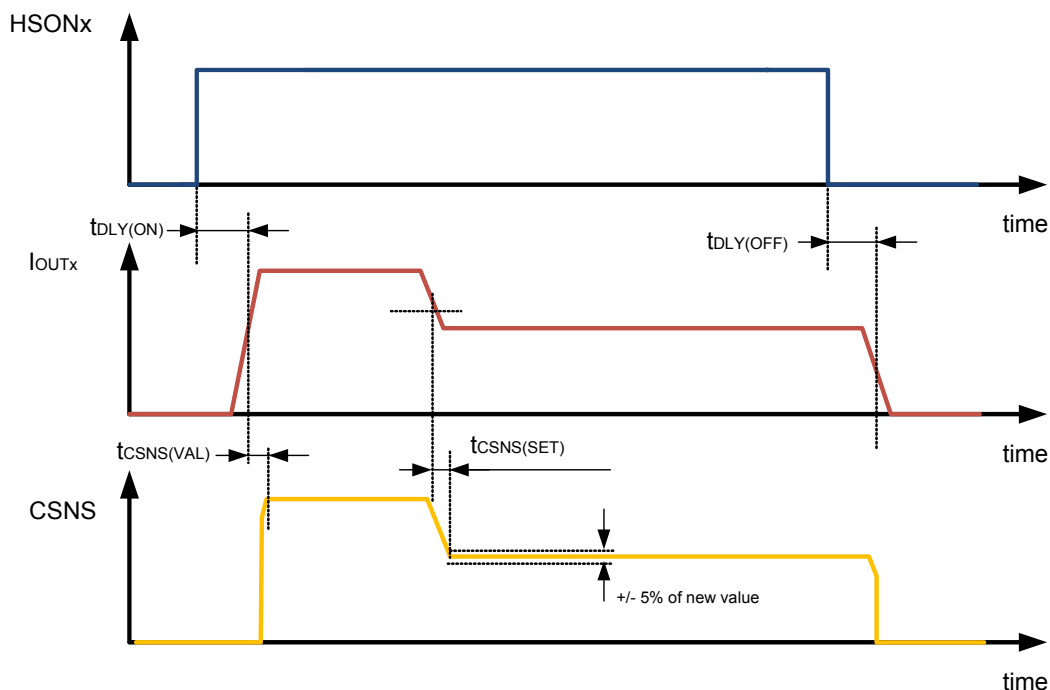 HSONx
time
tDLY(ON)
tDLY(OFF)
IOUTx
time
tCSNS(VAL)
tCSNS(SET)
CSNS
+/- 5% of new value
time